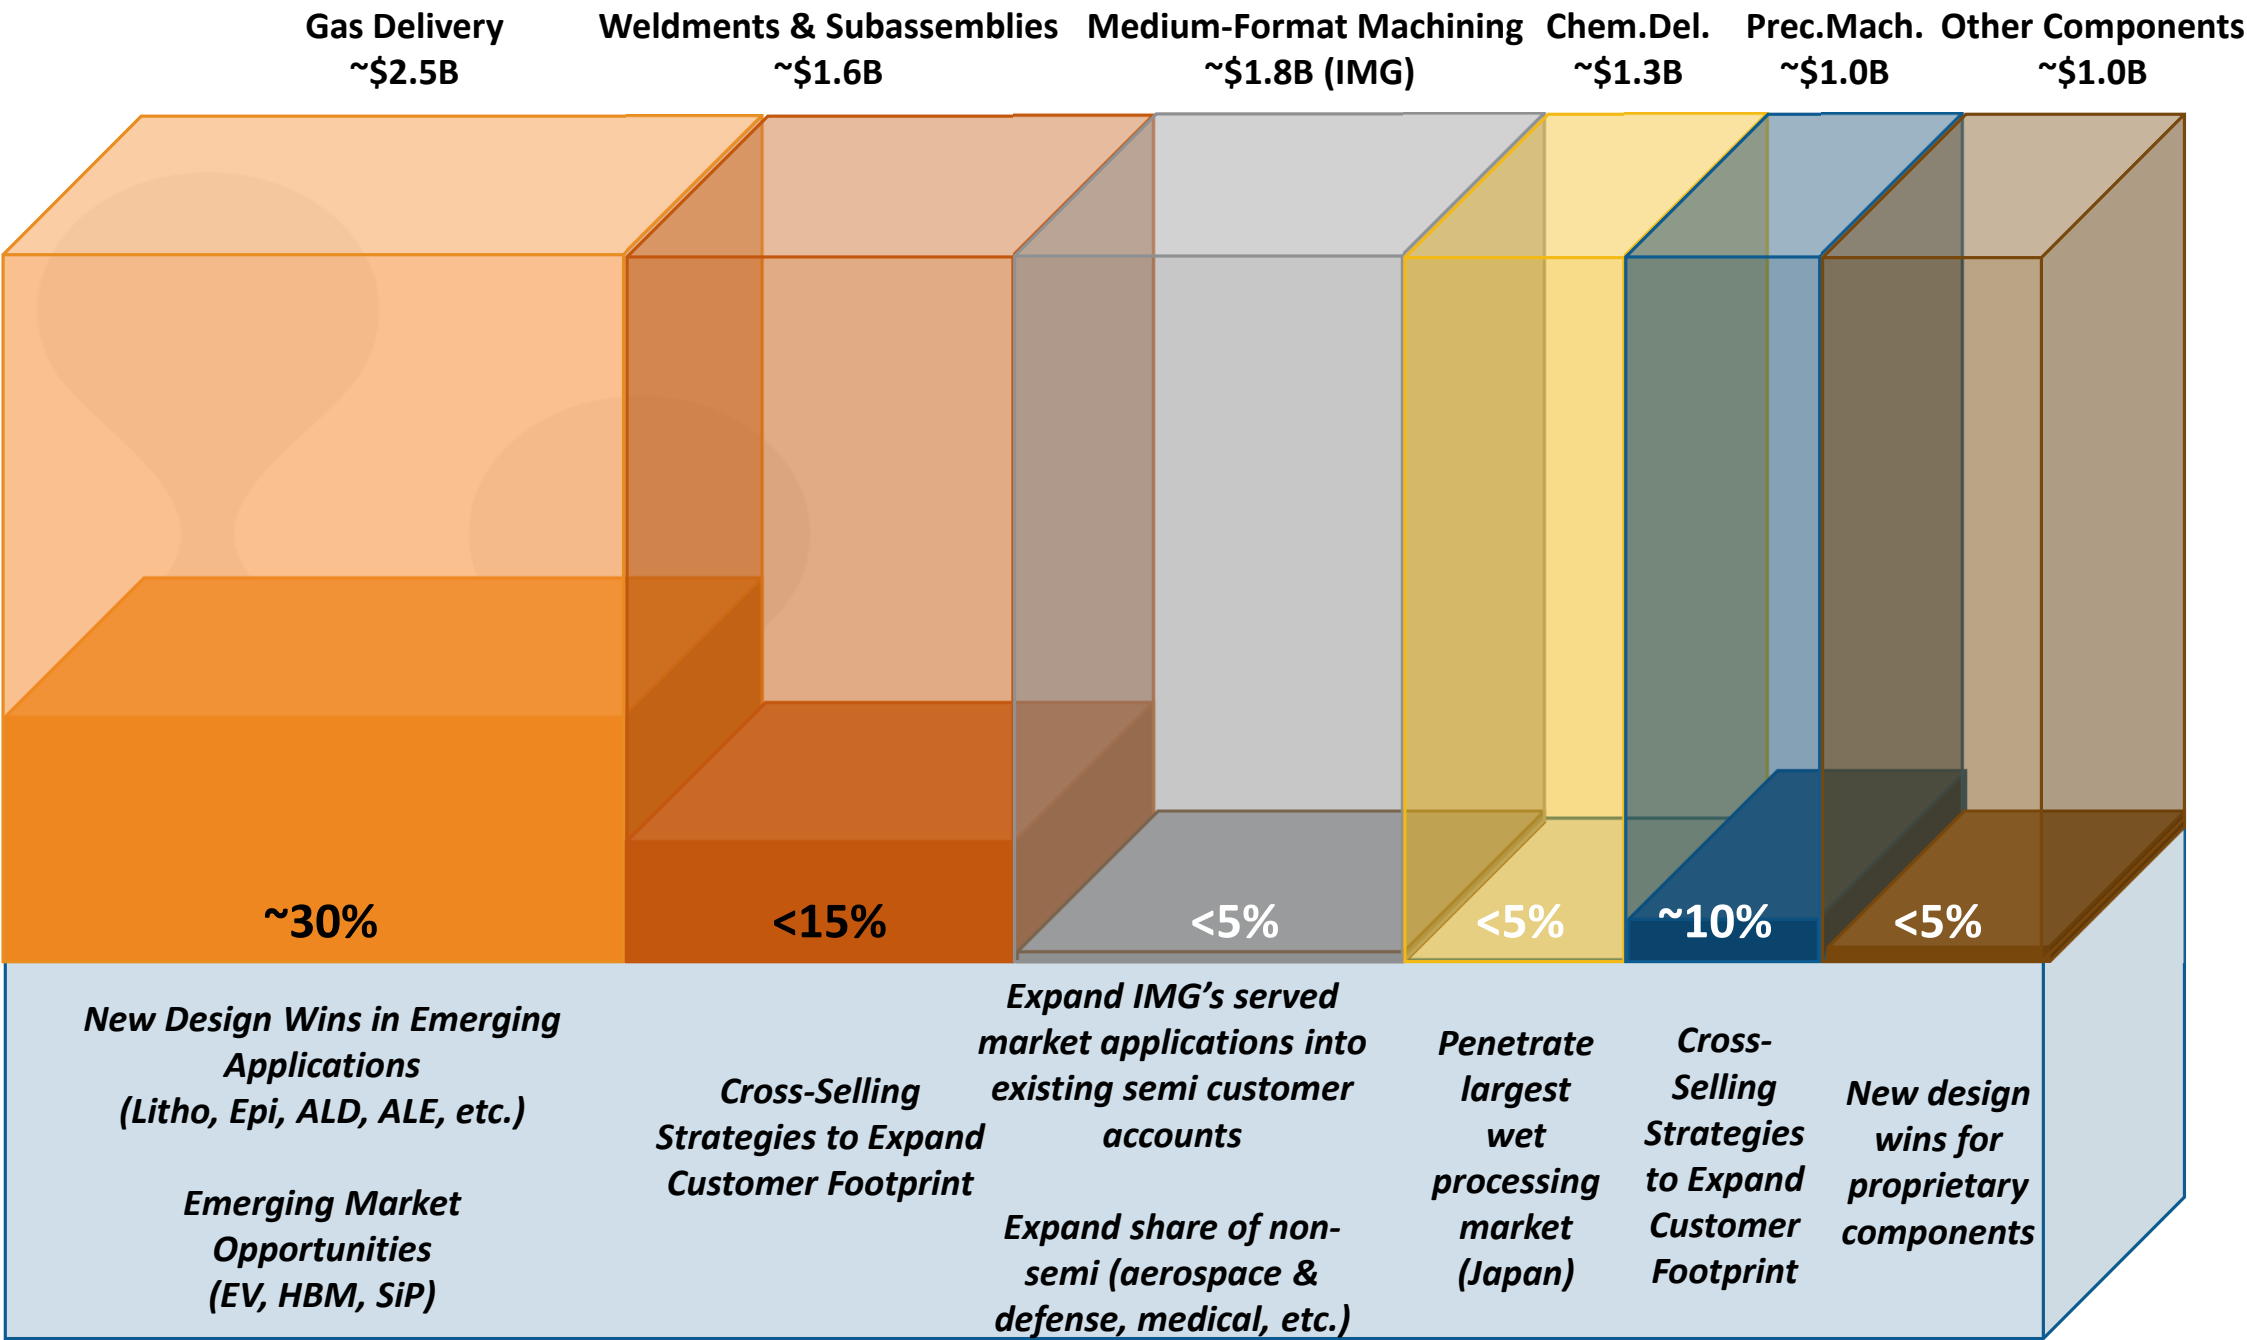 Gas Delivery
~$2.5B
Weldments & Subassemblies
~$1.6B
Medium-Format Machining
~$1.8B (IMG)
Chem.Del.
~$1.3B
Prec.Mach.
~$1.0B
Other Components
~$1.0B
~30%
<15%
<5%
<5%
~10%
<5%
New Design Wins in Emerging
Applications
(Litho, Epi, ALD, ALE, etc.)
Emerging Market
Opportunities
(EV, HBM, SiP)
Cross-Selling
Strategies to Expand
Customer Footprint
Expand IMG’s served
market applications into
existing semi customer
accounts
Expand share of non-
semi (aerospace &
defense, medical, etc.)
Penetrate
largest
wet
processing
market
(Japan)
Cross-
Selling
Strategies
to Expand
Customer
Footprint
New design
wins for
proprietary
components